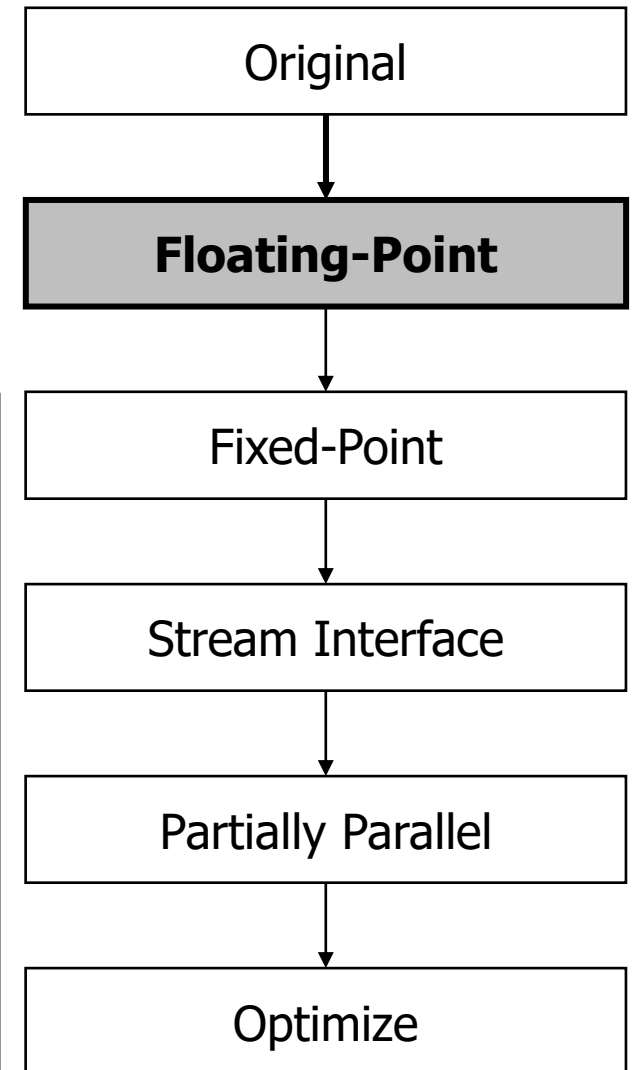 Original
Floating-Point
Fixed-Point
Stream Interface
Partially Parallel
Optimize